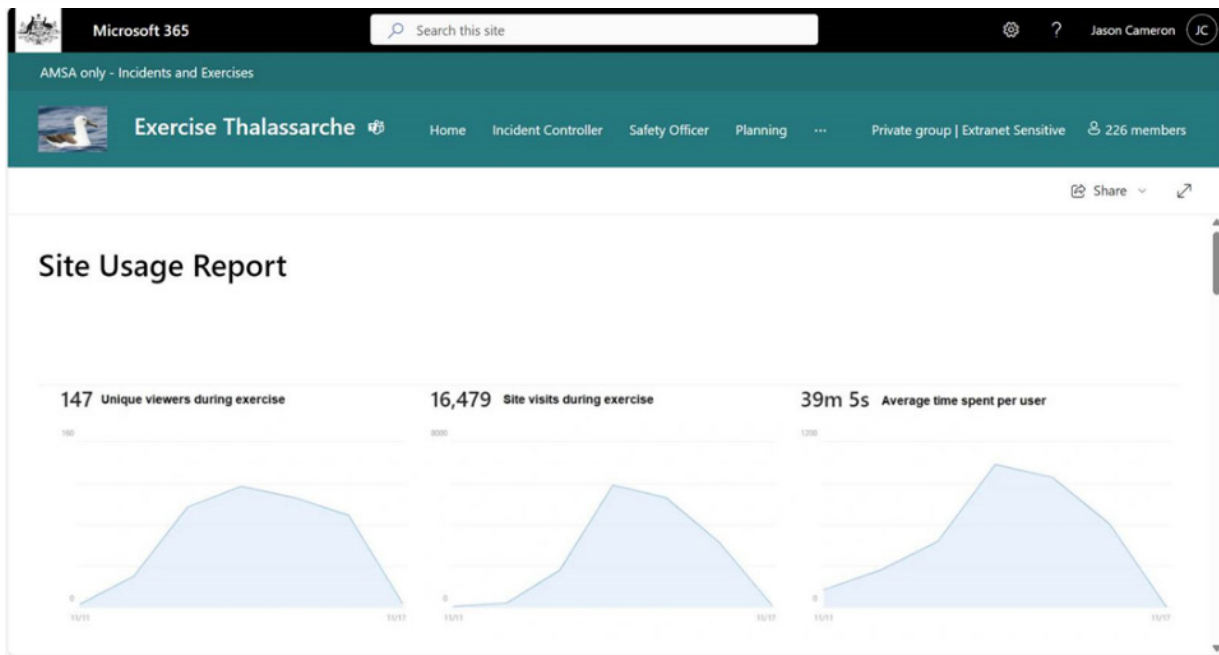 Microsoft 365
Search this site
?
Jason Cameron
JC
AMSA only - Incidents and Exercises
Exercise Thalassarche
Home
Incident Controller
Safety Officer
Planning
...
Private group | Extranet Sensitive
226 members
Share
Site Usage Report
147 Unique viewers during exercise
160
0
11/11
11/17
16,479 Site visits during exercise
8000
0
11/11
11/17
39m 5s Average time spent per user
1200
0
11/11
11/17